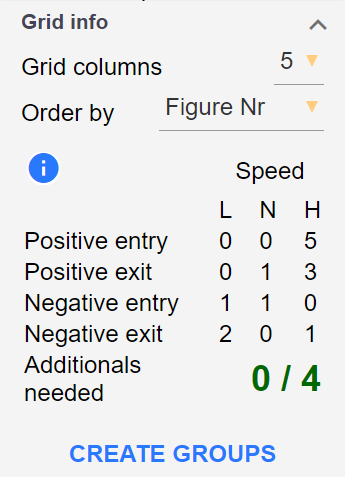 Grid info
Grid columns 5
Order by Figure Nr
i
Speed
L N H
Positive entry 0 0 5
Positive exit 0 1 3
Negative entry 1 1 0
Negative exit 2 0 1
Additionals
needed 0 / 4
CREATE GROUPS